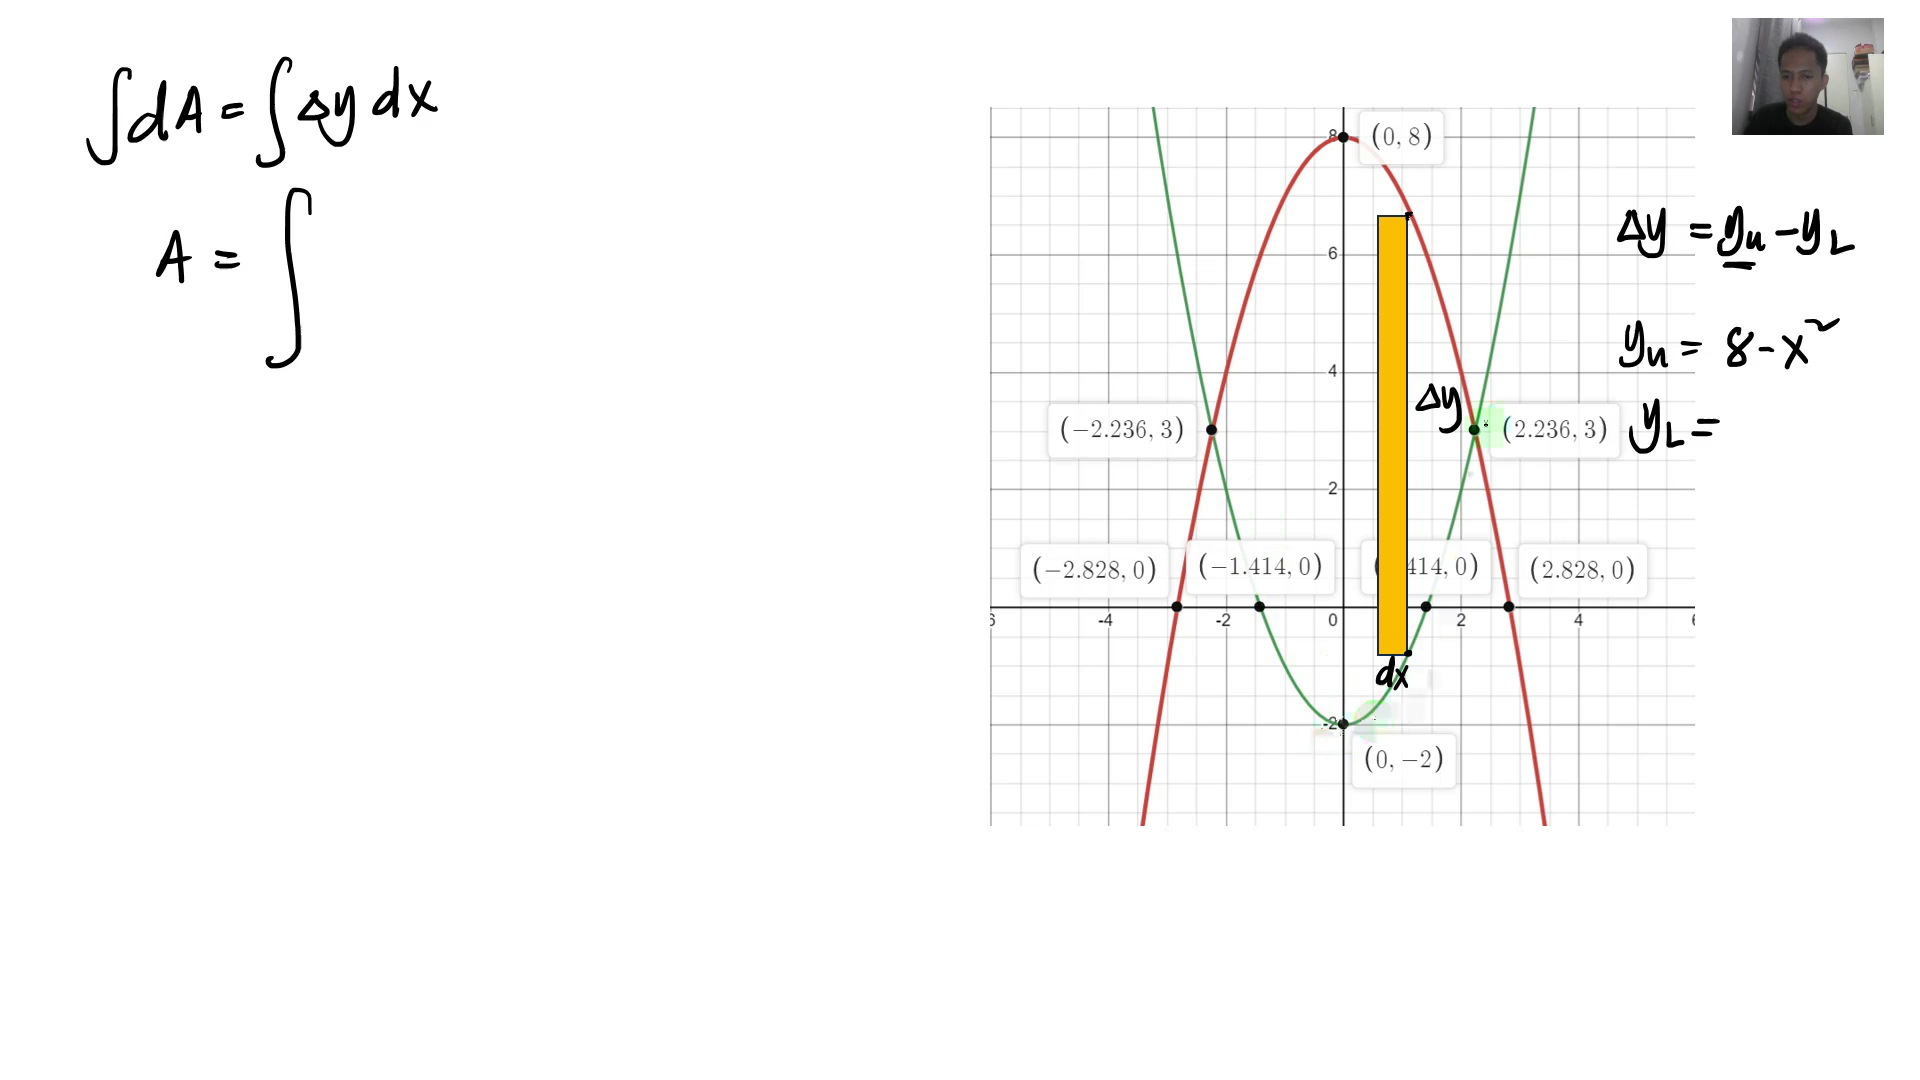 ∫dA = ∫Δy dx
A = ∫
8
(0, 8)
6
4
(−2.236, 3)
(2.236, 3)
2
(−2.828, 0)
(−1.414, 0)
(414, 0)
(2.828, 0)
6 -4 -2 0 2 4 6
-2
(0, −2)
Δy
dx
Δy = yu − yL
yu = 8 − x²
yL =